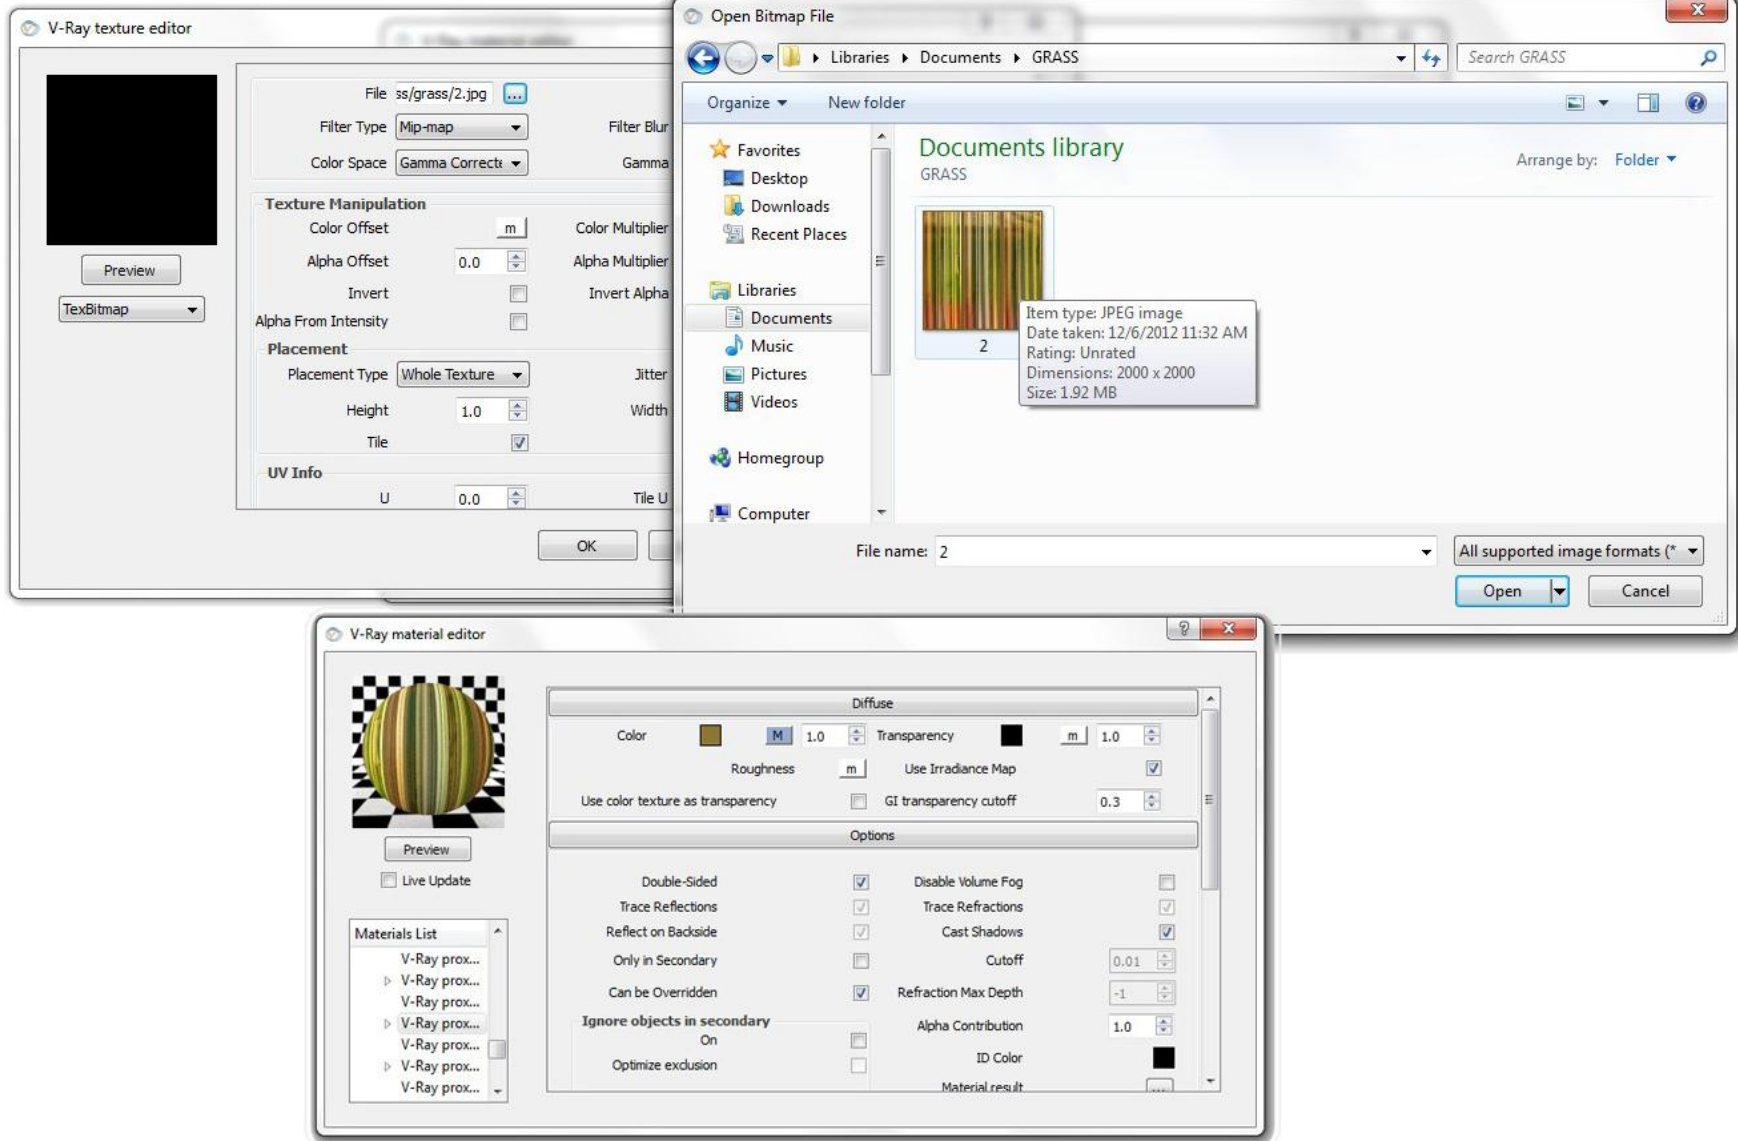 V-Ray texture editor
File ss/grass/2.jpg ...
Filter Type Mip-map Filter Blur
Color Space Gamma Correcte Gamma
Texture Manipulation
Color Offset m Color Multiplier
Alpha Offset 0.0 Alpha Multiplier
Invert Invert Alpha
Alpha From Intensity
Placement
Placement Type Whole Texture Jitter
Height 1.0 Width
Tile
UV Info
U 0.0 Tile U
Preview
TexBitmap
OK
Open Bitmap File
Libraries Documents GRASS
Search GRASS
Organize New folder
Favorites
Desktop
Downloads
Recent Places
Libraries
Documents
Music
Pictures
Videos
Homegroup
Computer
Documents library
GRASS
Arrange by: Folder
2
Item type: JPEG image
Date taken: 12/6/2012 11:32 AM
Rating: Unrated
Dimensions: 2000 x 2000
Size: 1.92 MB
File name: 2
All supported image formats (*
Open Cancel
V-Ray material editor
?
Preview
Live Update
Materials List
V-Ray prox...
V-Ray prox...
V-Ray prox...
V-Ray prox...
V-Ray prox...
V-Ray prox...
V-Ray prox...
Diffuse
Color M 1.0 Transparency m 1.0
Roughness m Use Irradiance Map
Use color texture as transparency GI transparency cutoff 0.3
Options
Double-Sided Disable Volume Fog
Trace Reflections Trace Refractions
Reflect on Backside Cast Shadows
Only in Secondary Cutoff 0.01
Can be Overridden Refraction Max Depth -1
Ignore objects in secondary Alpha Contribution 1.0
On
ID Color
Optimize exclusion
Material result ...